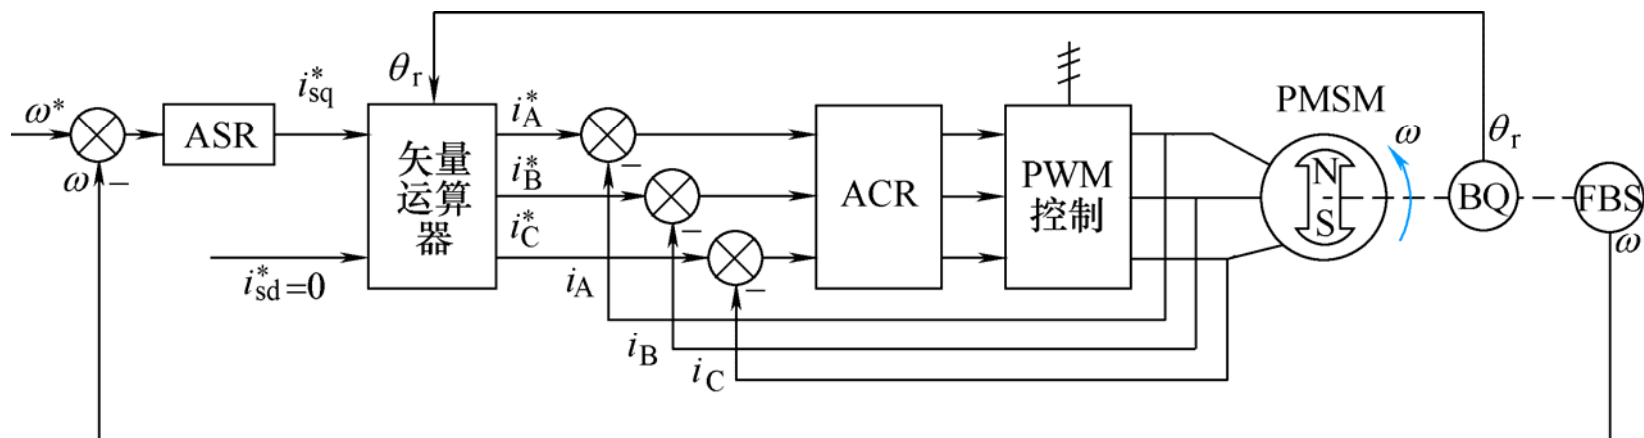 ω*
ω
−
ASR
i*sq
i*sd=0
θr
矢量
运算
器
i*A
i*B
i*C
−
−
−
iA
iB
iC
ACR
PWM
控制
PMSM
N
S
ω
θr
BQ
FBS
ω